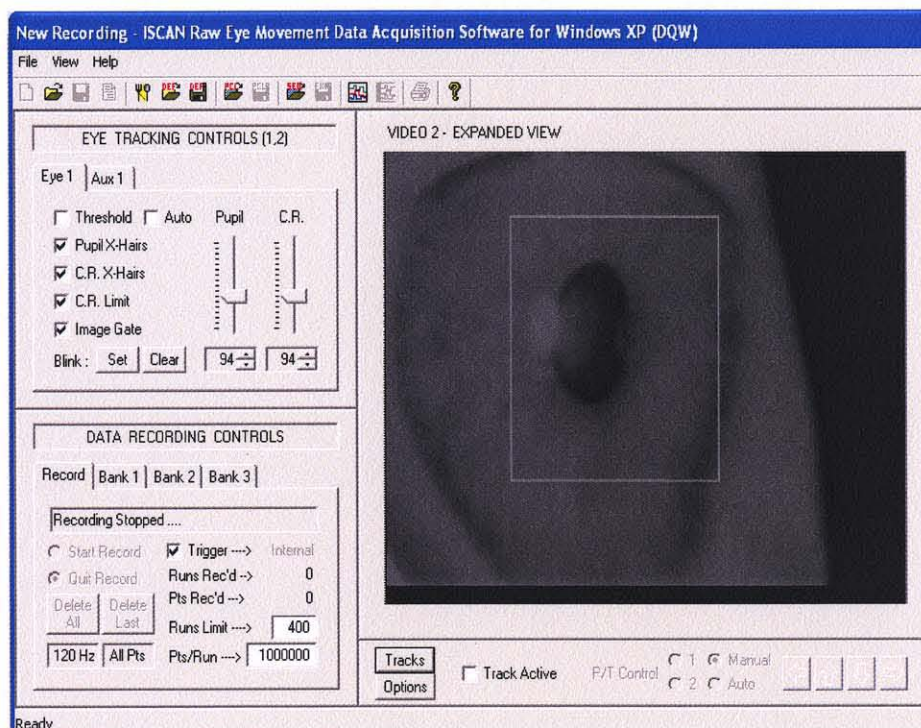 New Recording - ISCAN Raw Eye Movement Data Acquisition Software for Windows XP (DQW)
File View Help
EYE TRACKING CONTROLS (1,2)
Eye 1 Aux 1
Threshold Auto Pupil C.R.
Pupil X-Hairs
C.R. X-Hairs
C.R. Limit
Image Gate
Blink : Set Clear 94 94
DATA RECORDING CONTROLS
Record Bank 1 Bank 2 Bank 3
Recording Stopped ....
Start Record Trigger ----> Internal
Quit Record Runs Rec'd --> 0
Pts Rec'd --> 0
Delete All Delete Last
Runs Limit ----> 400
120 Hz All Pts Pts/Run ----> 1000000
VIDEO 2 - EXPANDED VIEW
Tracks
Options
Track Active
P/T Control 1 Manual
2 Auto
Ready